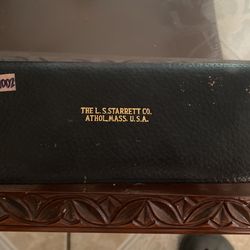 THE L. S. STARRETT CO.
ATHOL, MASS. U.S.A.